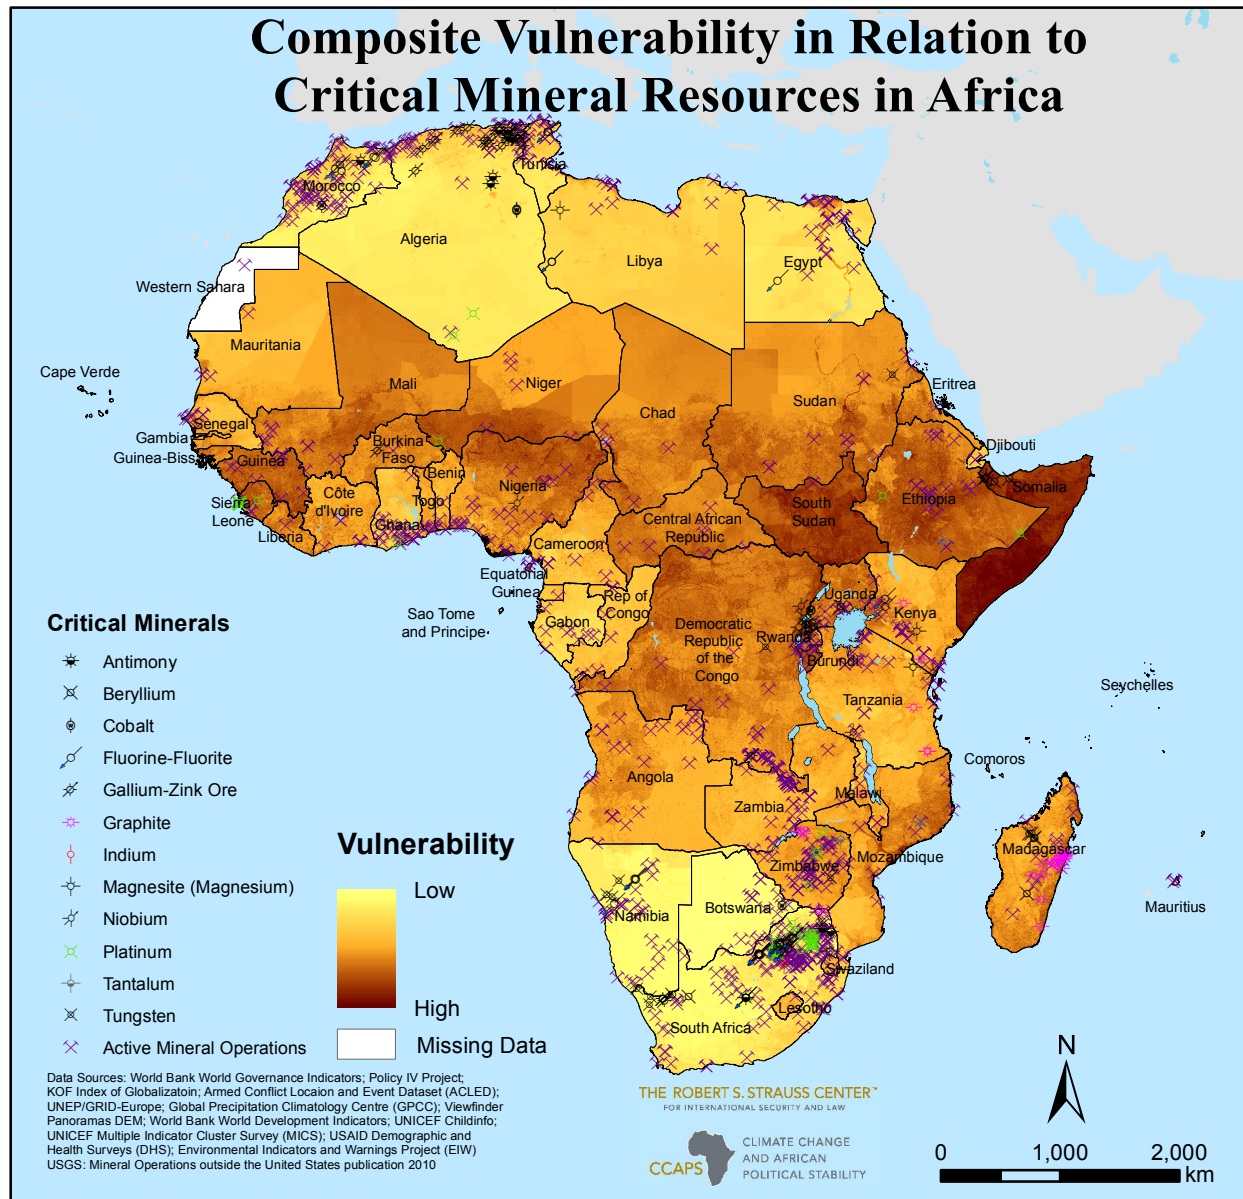 Composite Vulnerability in Relation to
Critical Mineral Resources in Africa
Tunicia
Morocco
Algeria
Libya
Egypt
Western Sahara
Mauritania
Cape Verde
Mali
Niger
Chad
Sudan
Eritrea
Senegal
Gambia
Guinea-Biss
Guinea
Burkina
Faso
Benin
Nigeria
Djibouti
Somalia
Ethiopia
Sierra
Leone
Côte
d'Ivoire
Togo
Ghana
Liberia
Central African
Republic
South
Sudan
Cameroon
Equatorial
Guinea
Sao Tome
and Principe
Rep of
Congo
Gabon
Democratic
Republic
of the
Congo
Uganda
Kenya
Rwanda
Burundi
Tanzania
Seychelles
Comoros
Angola
Zambia
Malawi
Mozambique
Zimbabwe
Madagascar
Mauritius
Namibia
Botswana
Swaziland
Lesotho
South Africa
Critical Minerals
Antimony
Beryllium
Cobalt
Fluorine-Fluorite
Gallium-Zink Ore
Graphite
Indium
Magnesite (Magnesium)
Niobium
Platinum
Tantalum
Tungsten
Active Mineral Operations
Vulnerability
Low
High
Missing Data
Data Sources: World Bank World Governance Indicators; Policy IV Project;
KOF Index of Globalizatoin; Armed Conflict Locaion and Event Dataset (ACLED);
UNEP/GRID-Europe; Global Precipitation Climatology Centre (GPCC); Viewfinder
Panoramas DEM; World Bank World Development Indicators; UNICEF Childinfo;
UNICEF Multiple Indicator Cluster Survey (MICS); USAID Demographic and
Health Surveys (DHS); Environmental Indicators and Warnings Project (EIW)
USGS: Mineral Operations outside the United States publication 2010
THE ROBERT S. STRAUSS CENTER™
FOR INTERNATIONAL SECURITY AND LAW
CCAPS
CLIMATE CHANGE
AND AFRICAN
POLITICAL STABILITY
N
0 1,000 2,000
km